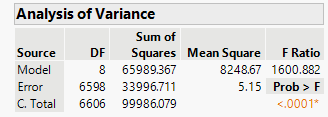 Analysis of Variance
Sum of
Source DF Squares Mean Square F Ratio
Model 8 65989.367 8248.67 1600.882
Error 6598 33996.711 5.15 Prob > F
C. Total 6606 99986.079 <.0001*